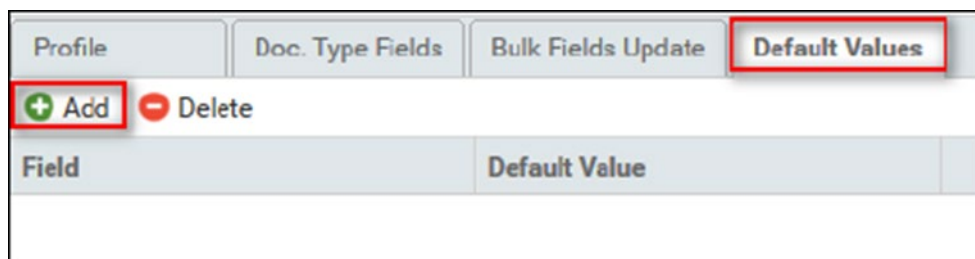 Profile Doc. Type Fields Bulk Fields Update Default Values
Add Delete
Field Default Value